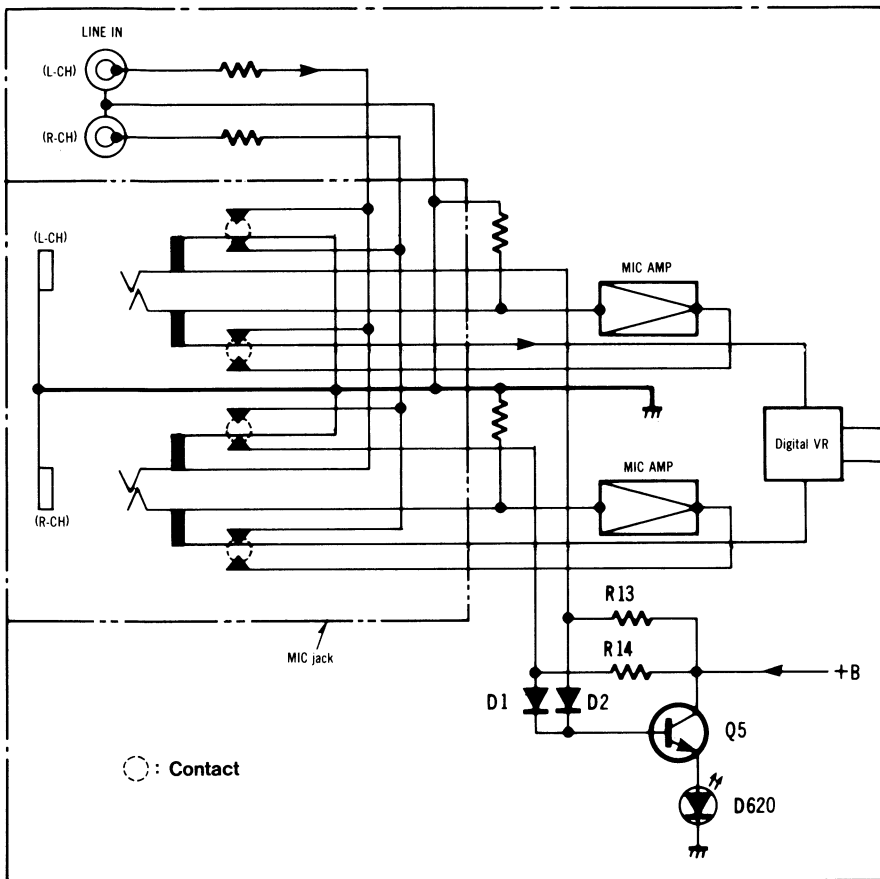 LINE IN
(L-CH)
(R-CH)
(L-CH)
MIC AMP
Digital VR
MIC AMP
(R-CH)
MIC jack
R13
R14
+B
D1
D2
Q5
: Contact
D620